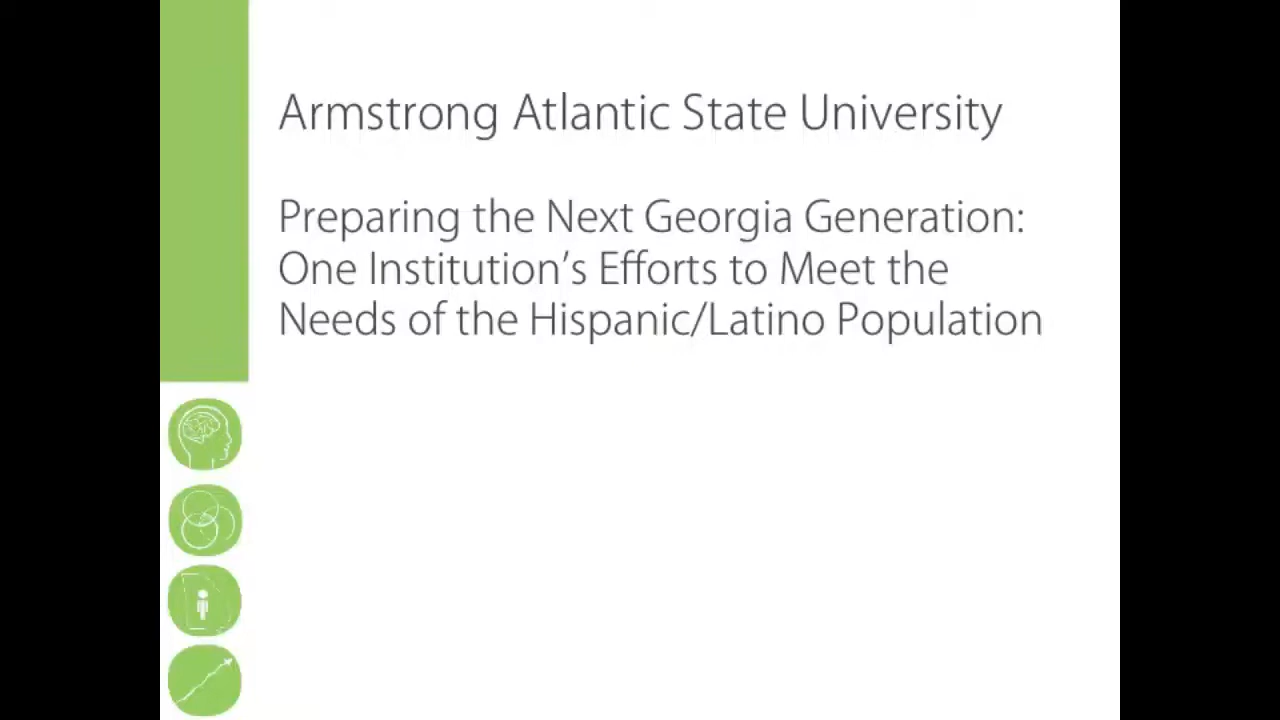 Armstrong Atlantic State University
Preparing the Next Georgia Generation:
One Institution’s Efforts to Meet the
Needs of the Hispanic/Latino Population